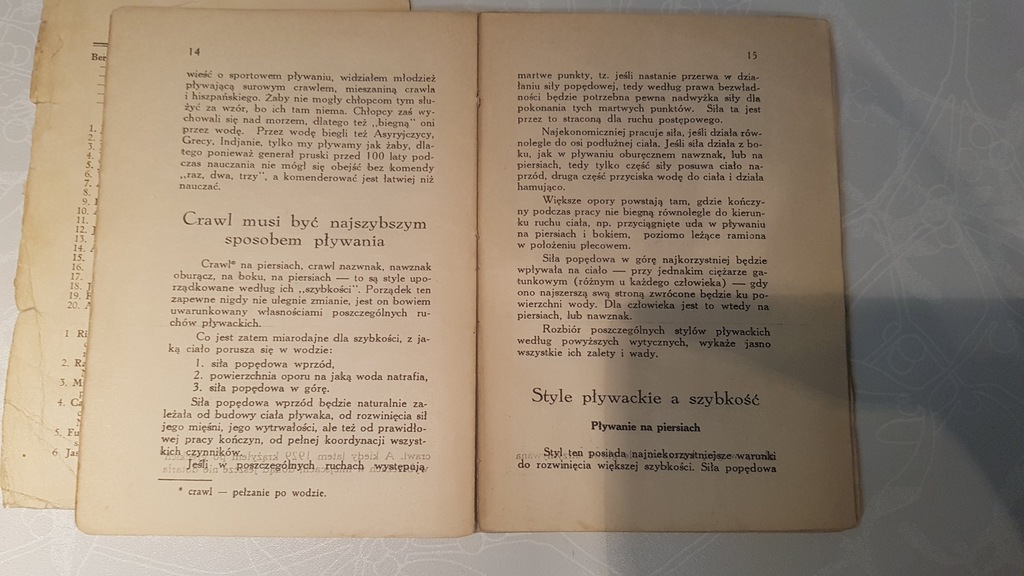 14
wieść o sportowem pływaniu, widziałem młodzież
pływającą surowym crawlem, mieszaniną crawla
i hiszpańskiego. Żaby nie mogły chłopcom tym słu-
żyć za wzór, bo ich tam niema. Chłopcy zaś wy-
chowali się nad morzem, dlatego też „biegną" oni
przez wodę. Przez wodę biegli też Asyryjczycy,
Grecy, Indjanie, tylko my pływamy jak żaby, dla-
tego ponieważ generał pruski przed 100 laty pod-
czas nauczania nie mógł się obejść bez komendy
„raz, dwa, trzy", a komenderować jest łatwiej niż
nauczać.
Crawl musi być najszybszym
sposobem pływania
Crawl* na piersiach, crawl nazwnak, nawznak
oburącz, na boku, na piersiach — to są style upo-
rządkowane według ich „szybkości". Porządek ten
zapewne nigdy nie ulegnie zmianie, jest on bowiem
uwarunkowany własnościami poszczególnych ru-
chów pływackich.
Co jest zatem miarodajne dla szybkości, z ja-
ką ciało porusza się w wodzie:
1. siła popędowa wprzód,
2. powierzchnia oporu na jaką woda natrafia,
3. siła popędowa w górę.
Siła popędowa wprzód będzie naturalnie za-
leżała od budowy ciała pływaka, od rozwinięcia sił
jego mięśni, jego wytrwałości, ale też od prawidło-
wej pracy kończyn, od pełnej koordynacji wszyst-
kich czynników.
Jeśli w poszczególnych ruchach występują
* crawl — pełzanie po wodzie.
15
martwe punkty, tz. jeśli nastanie przerwa w dzia-
łaniu siły popędowej, tedy według prawa bezwład-
ności będzie potrzebna pewna nadwyżka siły dla
pokonania tych martwych punktów. Siła ta jest
przez to straconą dla ruchu postępowego.
Najekonomiczniej pracuje siła, jeśli działa rów-
nolegle do osi podłużnej ciała. Jeśli siła działa z bo-
ku, jak w pływaniu oburęcznem nawznak, lub na
piersiach, tedy tylko część siły posuwa ciało na-
przód, druga część przyciska wodę do ciała i działa
hamująco.
Większe opory powstają tam, gdzie kończy-
ny podczas pracy nie biegną równolegle do kierun-
ku ruchu ciała, np. przyciągnięte uda w pływaniu
na piersiach i bokiem, poziomo leżące ramiona
w położeniu plecowem.
Siła popędowa w górę najkorzystniej będzie
wpływała na ciało — przy jednakim ciężarze ga-
tunkowym (różnym u każdego człowieka) — gdy
ono najszerszą swą stroną zwrócone będzie ku po-
wierzchni wody. Dla człowieka jest to wtedy na
piersiach, lub nawznak.
Rozbiór poszczególnych stylów pływackich
według powyższych wytycznych, wykaże jasno
wszystkie ich zalety i wady.
Style pływackie a szybkość
Pływanie na piersiach
Styl ten posiada najniekorzystniejsze warunki
do rozwinięcia większej szybkości. Siła popędowa